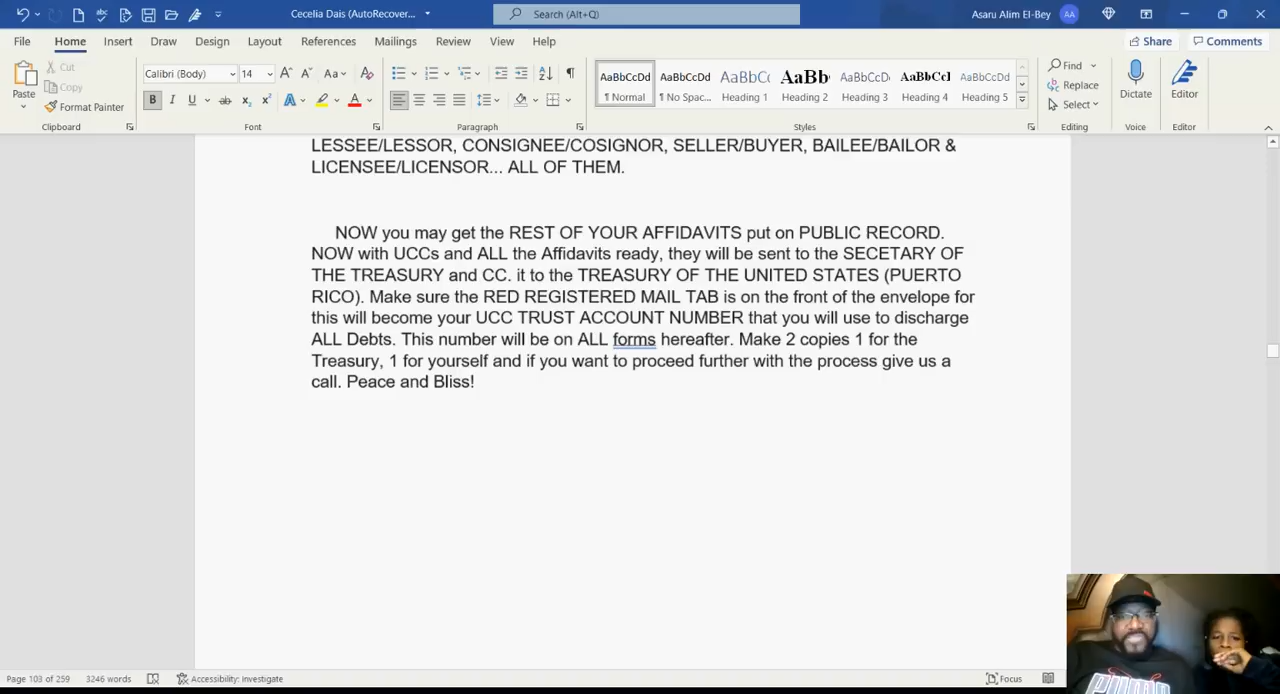 Cecelia Dais (AutoRecover...
Search (Alt+Q)
Asaru Alim El-Bey
AA
File Home Insert Draw Design Layout References Mailings Review View Help
Share Comments
Paste
Cut
Copy
Format Painter
Calibri (Body) 14
AaBbCcDd AaBbCcDd AaBbC AaBb AaBbCcD AaBbCcI AaBbCcDd
¶ Normal ¶ No Spac... Heading 1 Heading 2 Heading 3 Heading 4 Heading 5
Find
Replace
Select
Dictate
Editor
Clipboard Font Paragraph Styles Editing Voice Editor
LESSEE/LESSOR, CONSIGNEE/COSIGNOR, SELLER/BUYER, BAILEE/BAILOR &
LICENSEE/LICENSOR... ALL OF THEM.
NOW you may get the REST OF YOUR AFFIDAVITS put on PUBLIC RECORD.
NOW with UCCs and ALL the Affidavits ready, they will be sent to the SECETARY OF
THE TREASURY and CC. it to the TREASURY OF THE UNITED STATES (PUERTO
RICO). Make sure the RED REGISTERED MAIL TAB is on the front of the envelope for
this will become your UCC TRUST ACCOUNT NUMBER that you will use to discharge
ALL Debts. This number will be on ALL forms hereafter. Make 2 copies 1 for the
Treasury, 1 for yourself and if you want to proceed further with the process give us a
call. Peace and Bliss!
Page 103 of 259 3246 words Accessibility: Investigate Focus